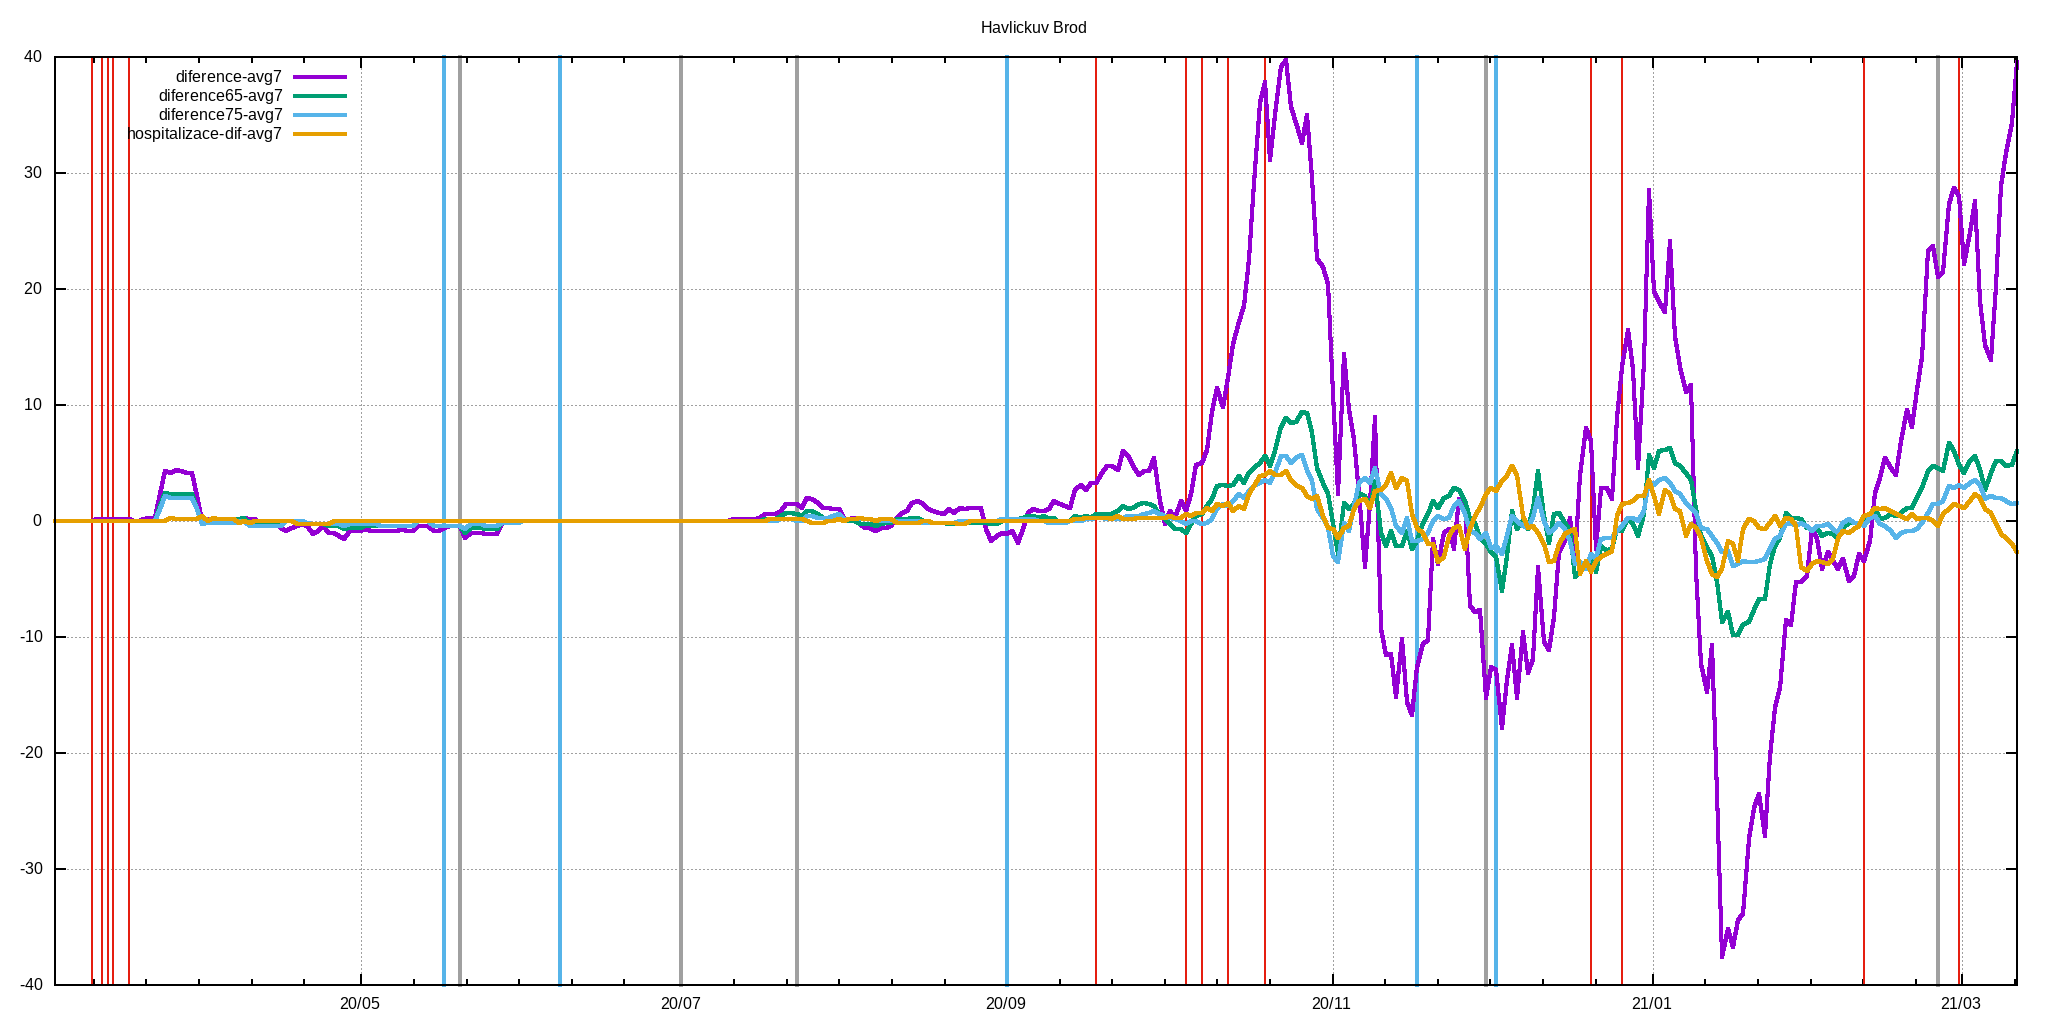 Havlickuv Brod
40
30
20
10
0
-10
-20
-30
-40
diference-avg7
diference65-avg7
diference75-avg7
hospitalizace-dif-avg7
20/05 20/07 20/09 20/11 21/01 21/03